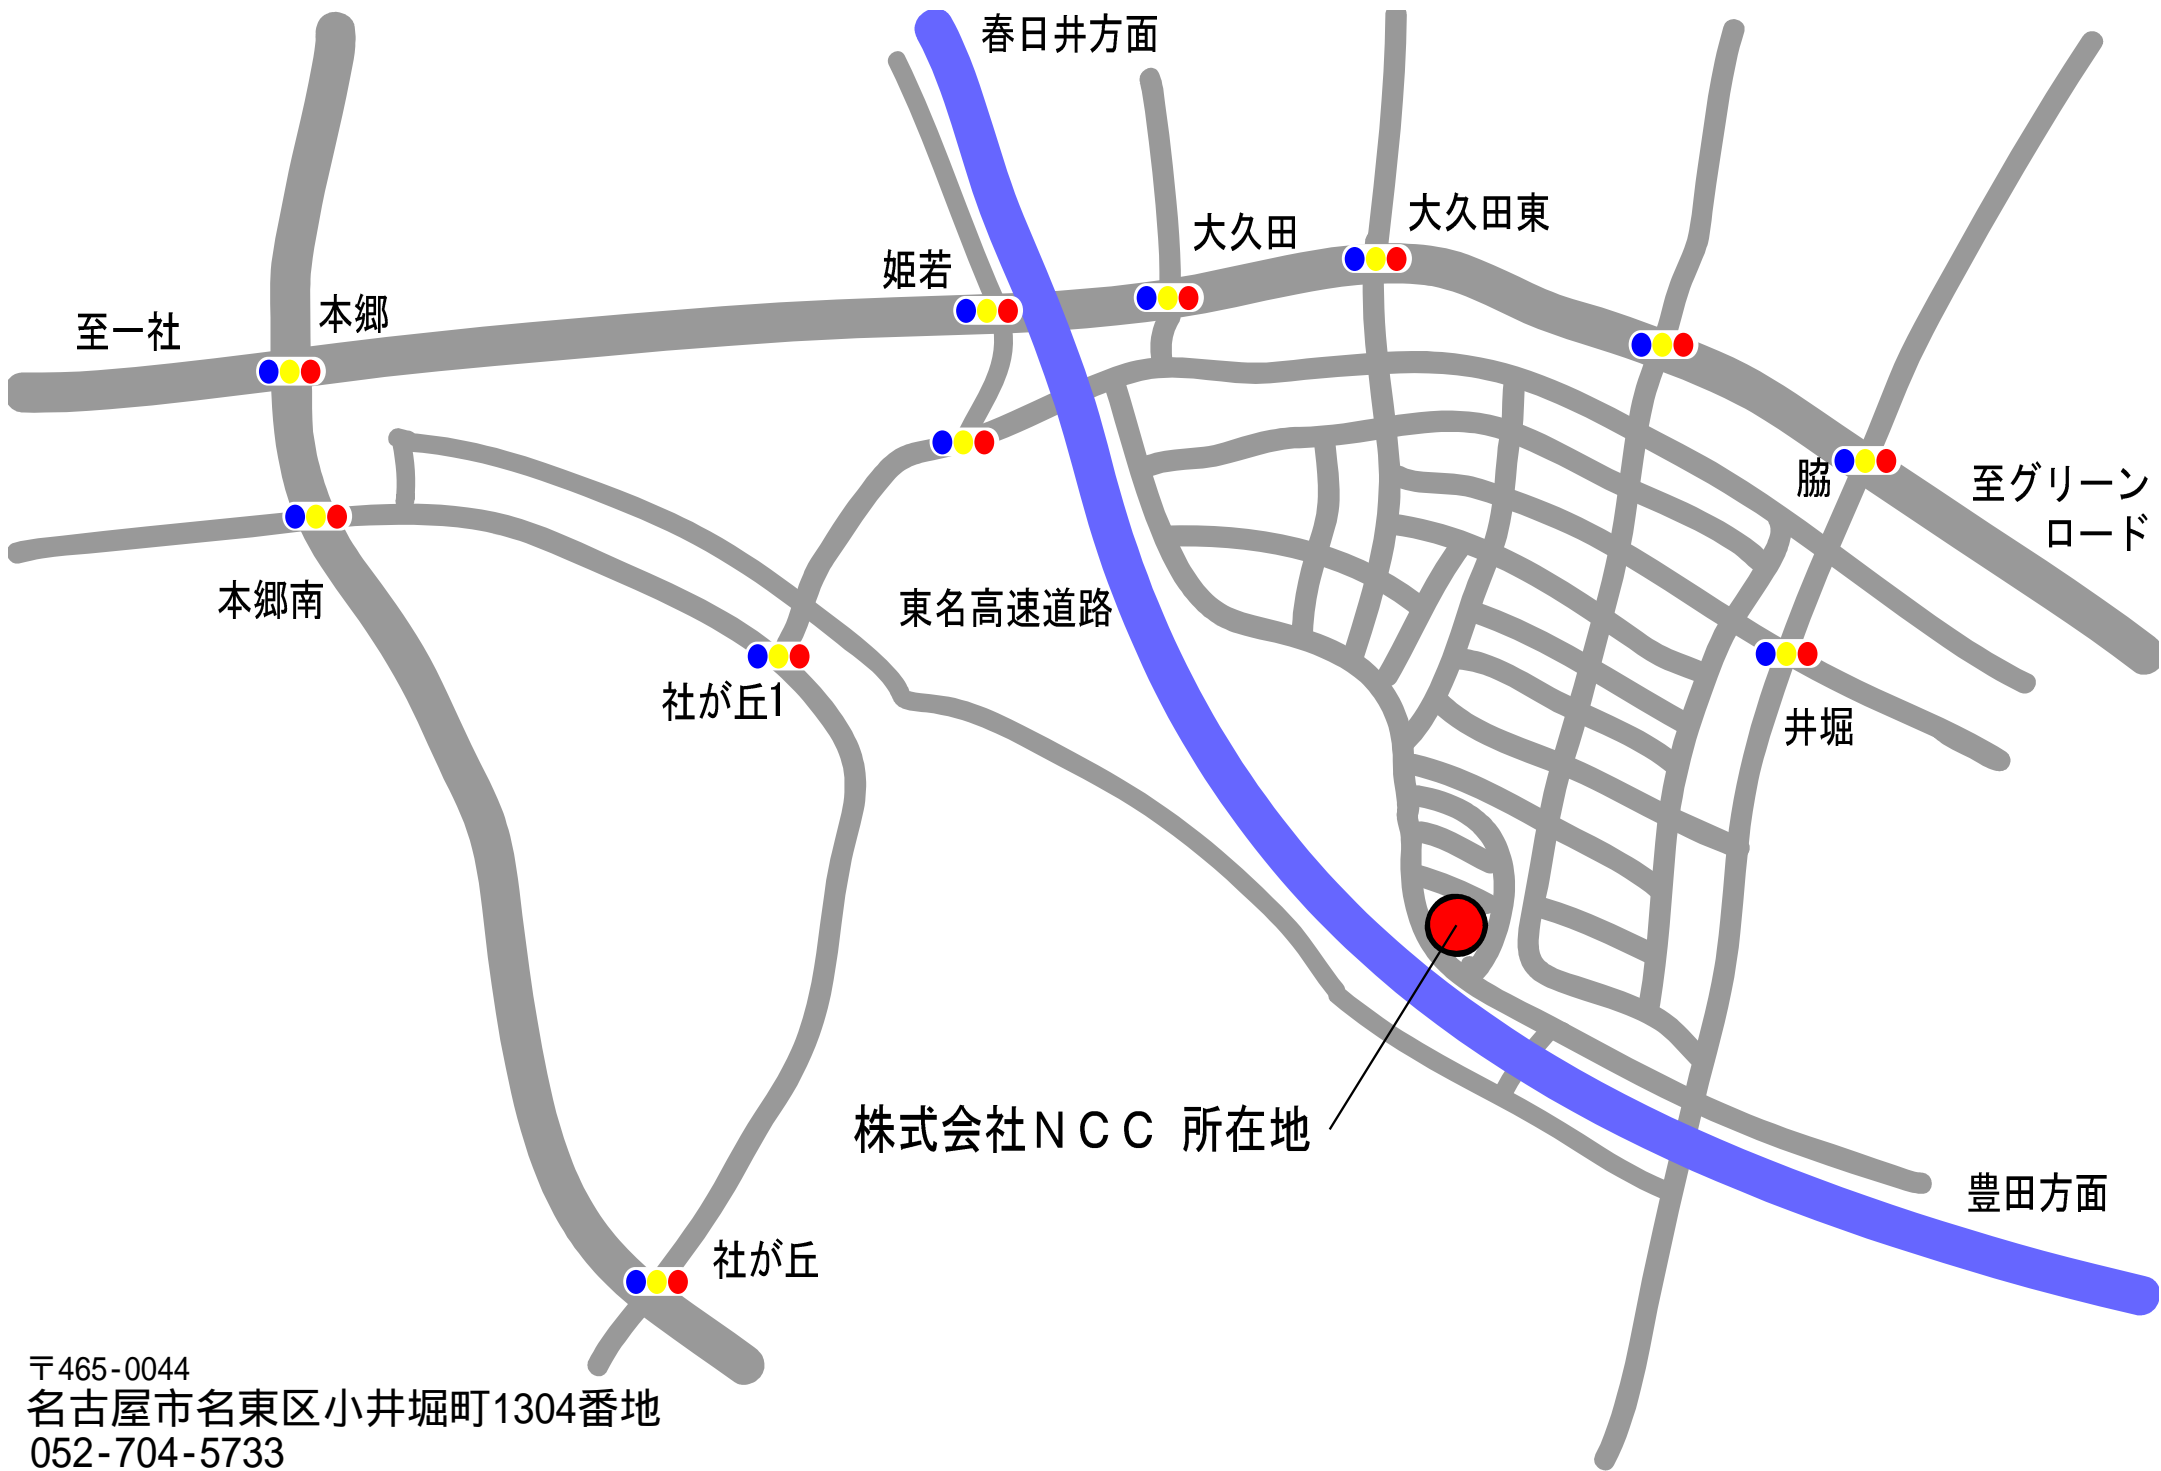 春日井方面
大久田東
大久田
姫若
本郷
至一社
脇
至グリーン
ロード
本郷南
東名高速道路
社が丘1
井堀
株式会社ＮＣＣ 所在地
豊田方面
社が丘
〒465-0044
名古屋市名東区小井堀町1304番地
052-704-5733